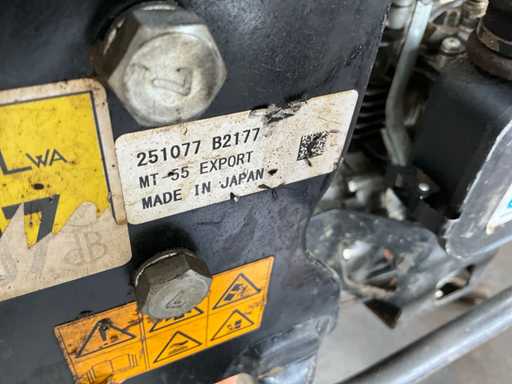 251077 B2177
MT-55 EXPORT
MADE IN JAPAN
LWA
dB